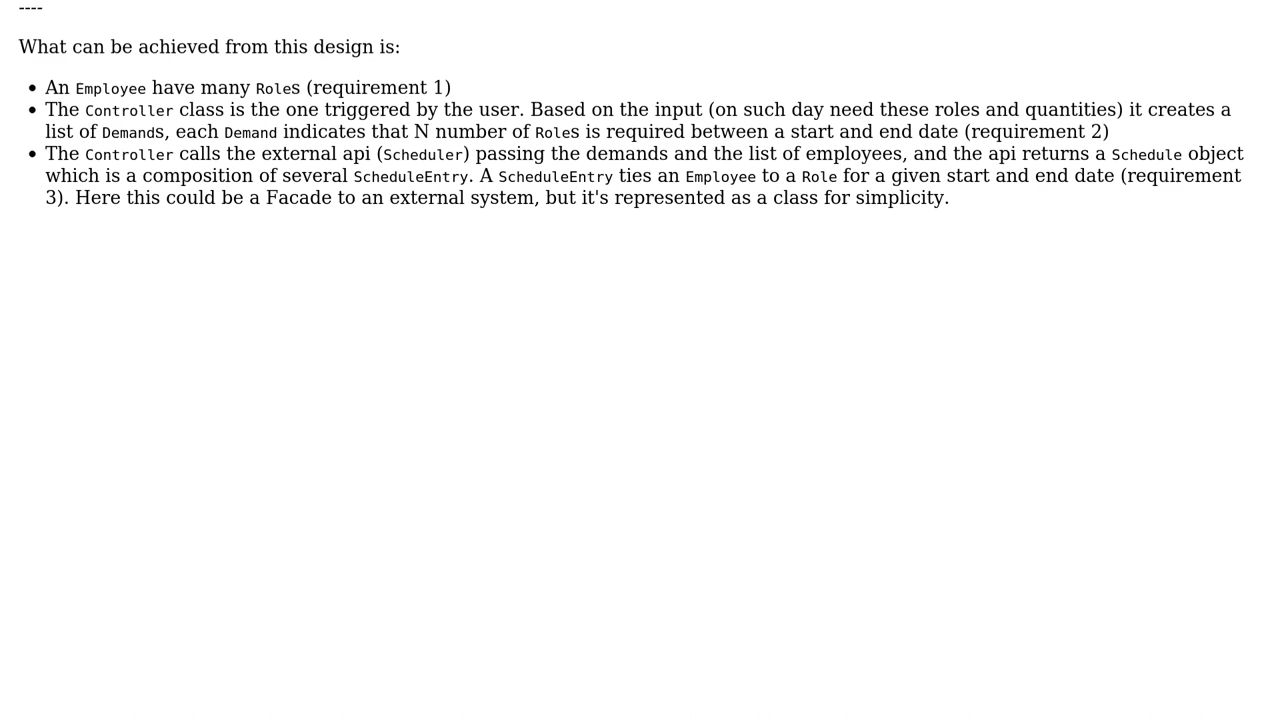 ----
What can be achieved from this design is:
• An Employee have many Roles (requirement 1)
• The Controller class is the one triggered by the user. Based on the input (on such day need these roles and quantities) it creates a
list of Demands, each Demand indicates that N number of Roles is required between a start and end date (requirement 2)
• The Controller calls the external api (Scheduler) passing the demands and the list of employees, and the api returns a Schedule object
which is a composition of several ScheduleEntry. A ScheduleEntry ties an Employee to a Role for a given start and end date (requirement
3). Here this could be a Facade to an external system, but it's represented as a class for simplicity.